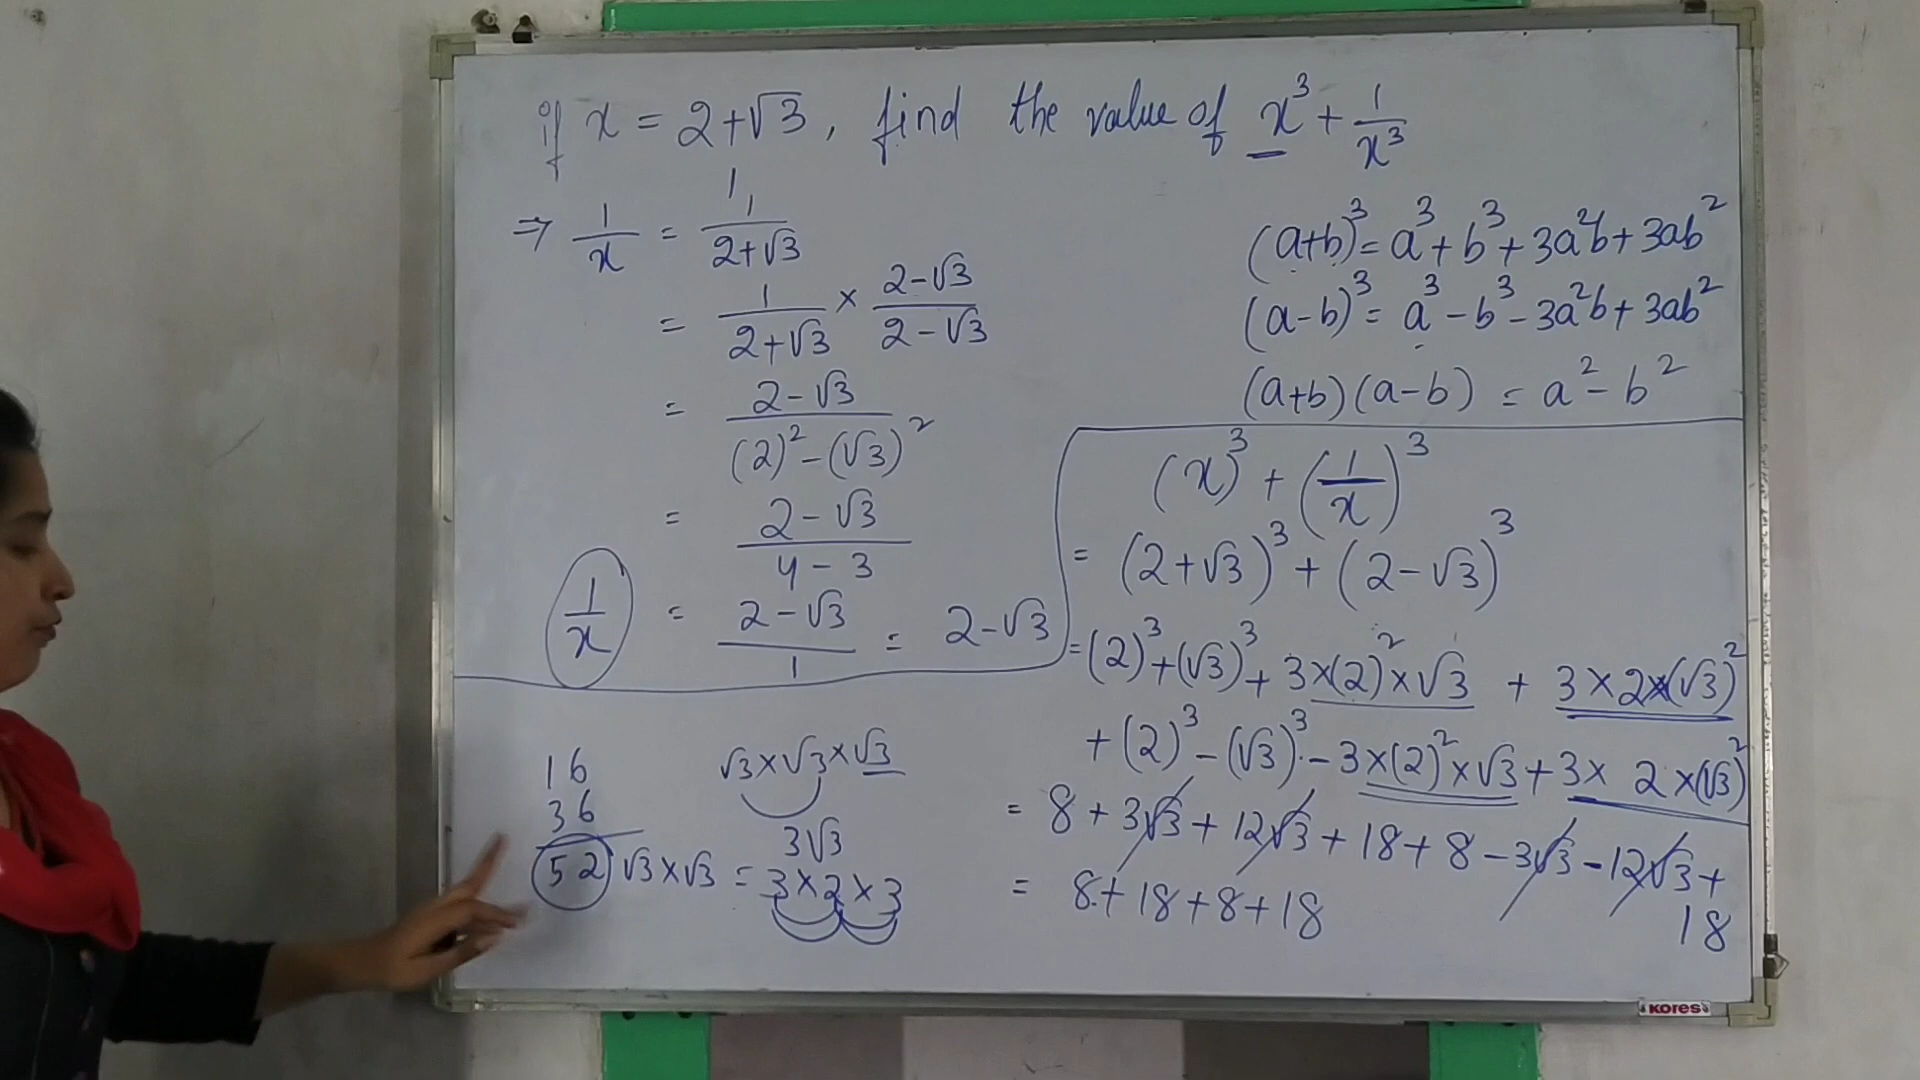 if x = 2+√3, find the value of x³ + 1/x³
⇒ 1/x = 1/(2+√3)
= 1/(2+√3) × (2-√3)/(2-√3)
= (2-√3)/((2)²-(√3)²)
= (2-√3)/(4-3)
1/x = (2-√3)/1 = 2-√3
(a+b)³ = a³+b³+3a²b+3ab²
(a-b)³ = a³-b³-3a²b+3ab²
(a+b)(a-b) = a²-b²
(x)³ + (1/x)³
= (2+√3)³ + (2-√3)³
= (2)³+(√3)³+3×(2)²×√3 + 3×2×(√3)²
+(2)³-(√3)³-3×(2)²×√3+3×2×(√3)²
= 8+3√3+12√3+18+8-3√3-12√3+
18
= 8+18+8+18
16
36
52
√3×√3×√3
3√3
√3×√3 = 3×2×3
KORES